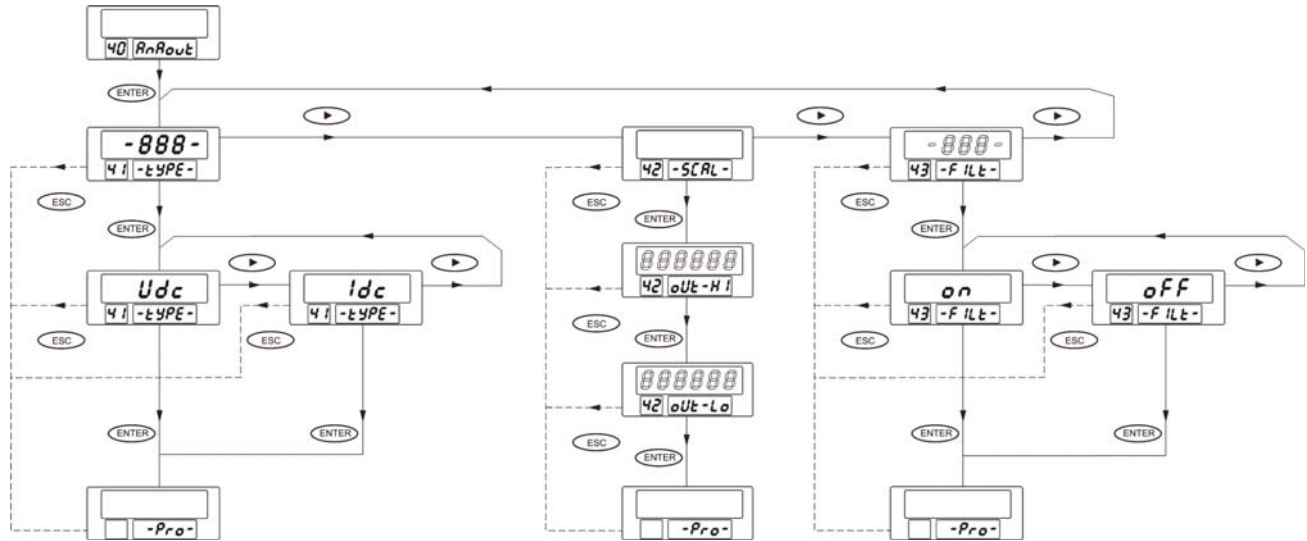 40 AnAout
ENTER
-888-
41 -tYPE-
42 -SCAL-
-888-
43 -FILt-
ESC
ENTER
ESC
ENTER
ESC
ENTER
888888
42 oUt-HI
Udc
41 -tYPE-
Idc
41 -tYPE-
on
43 -FILt-
oFF
43 -FILt-
ESC
ESC
ESC
ENTER
ESC
ESC
888888
42 oUt-Lo
ENTER
ENTER
ESC
ENTER
ENTER
ENTER
-Pro-
-Pro-
-Pro-